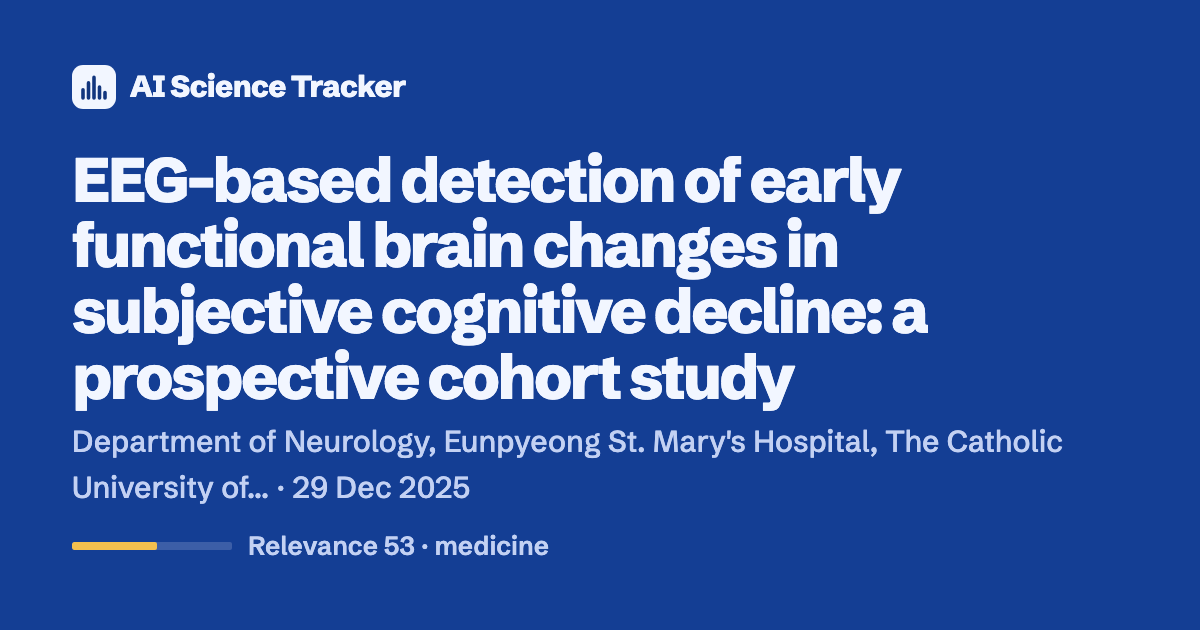 AI Science Tracker
EEG-based detection of early
functional brain changes in
subjective cognitive decline: a
prospective cohort study
Department of Neurology, Eunpyeong St. Mary's Hospital, The Catholic
University of... · 29 Dec 2025
Relevance 53 · medicine